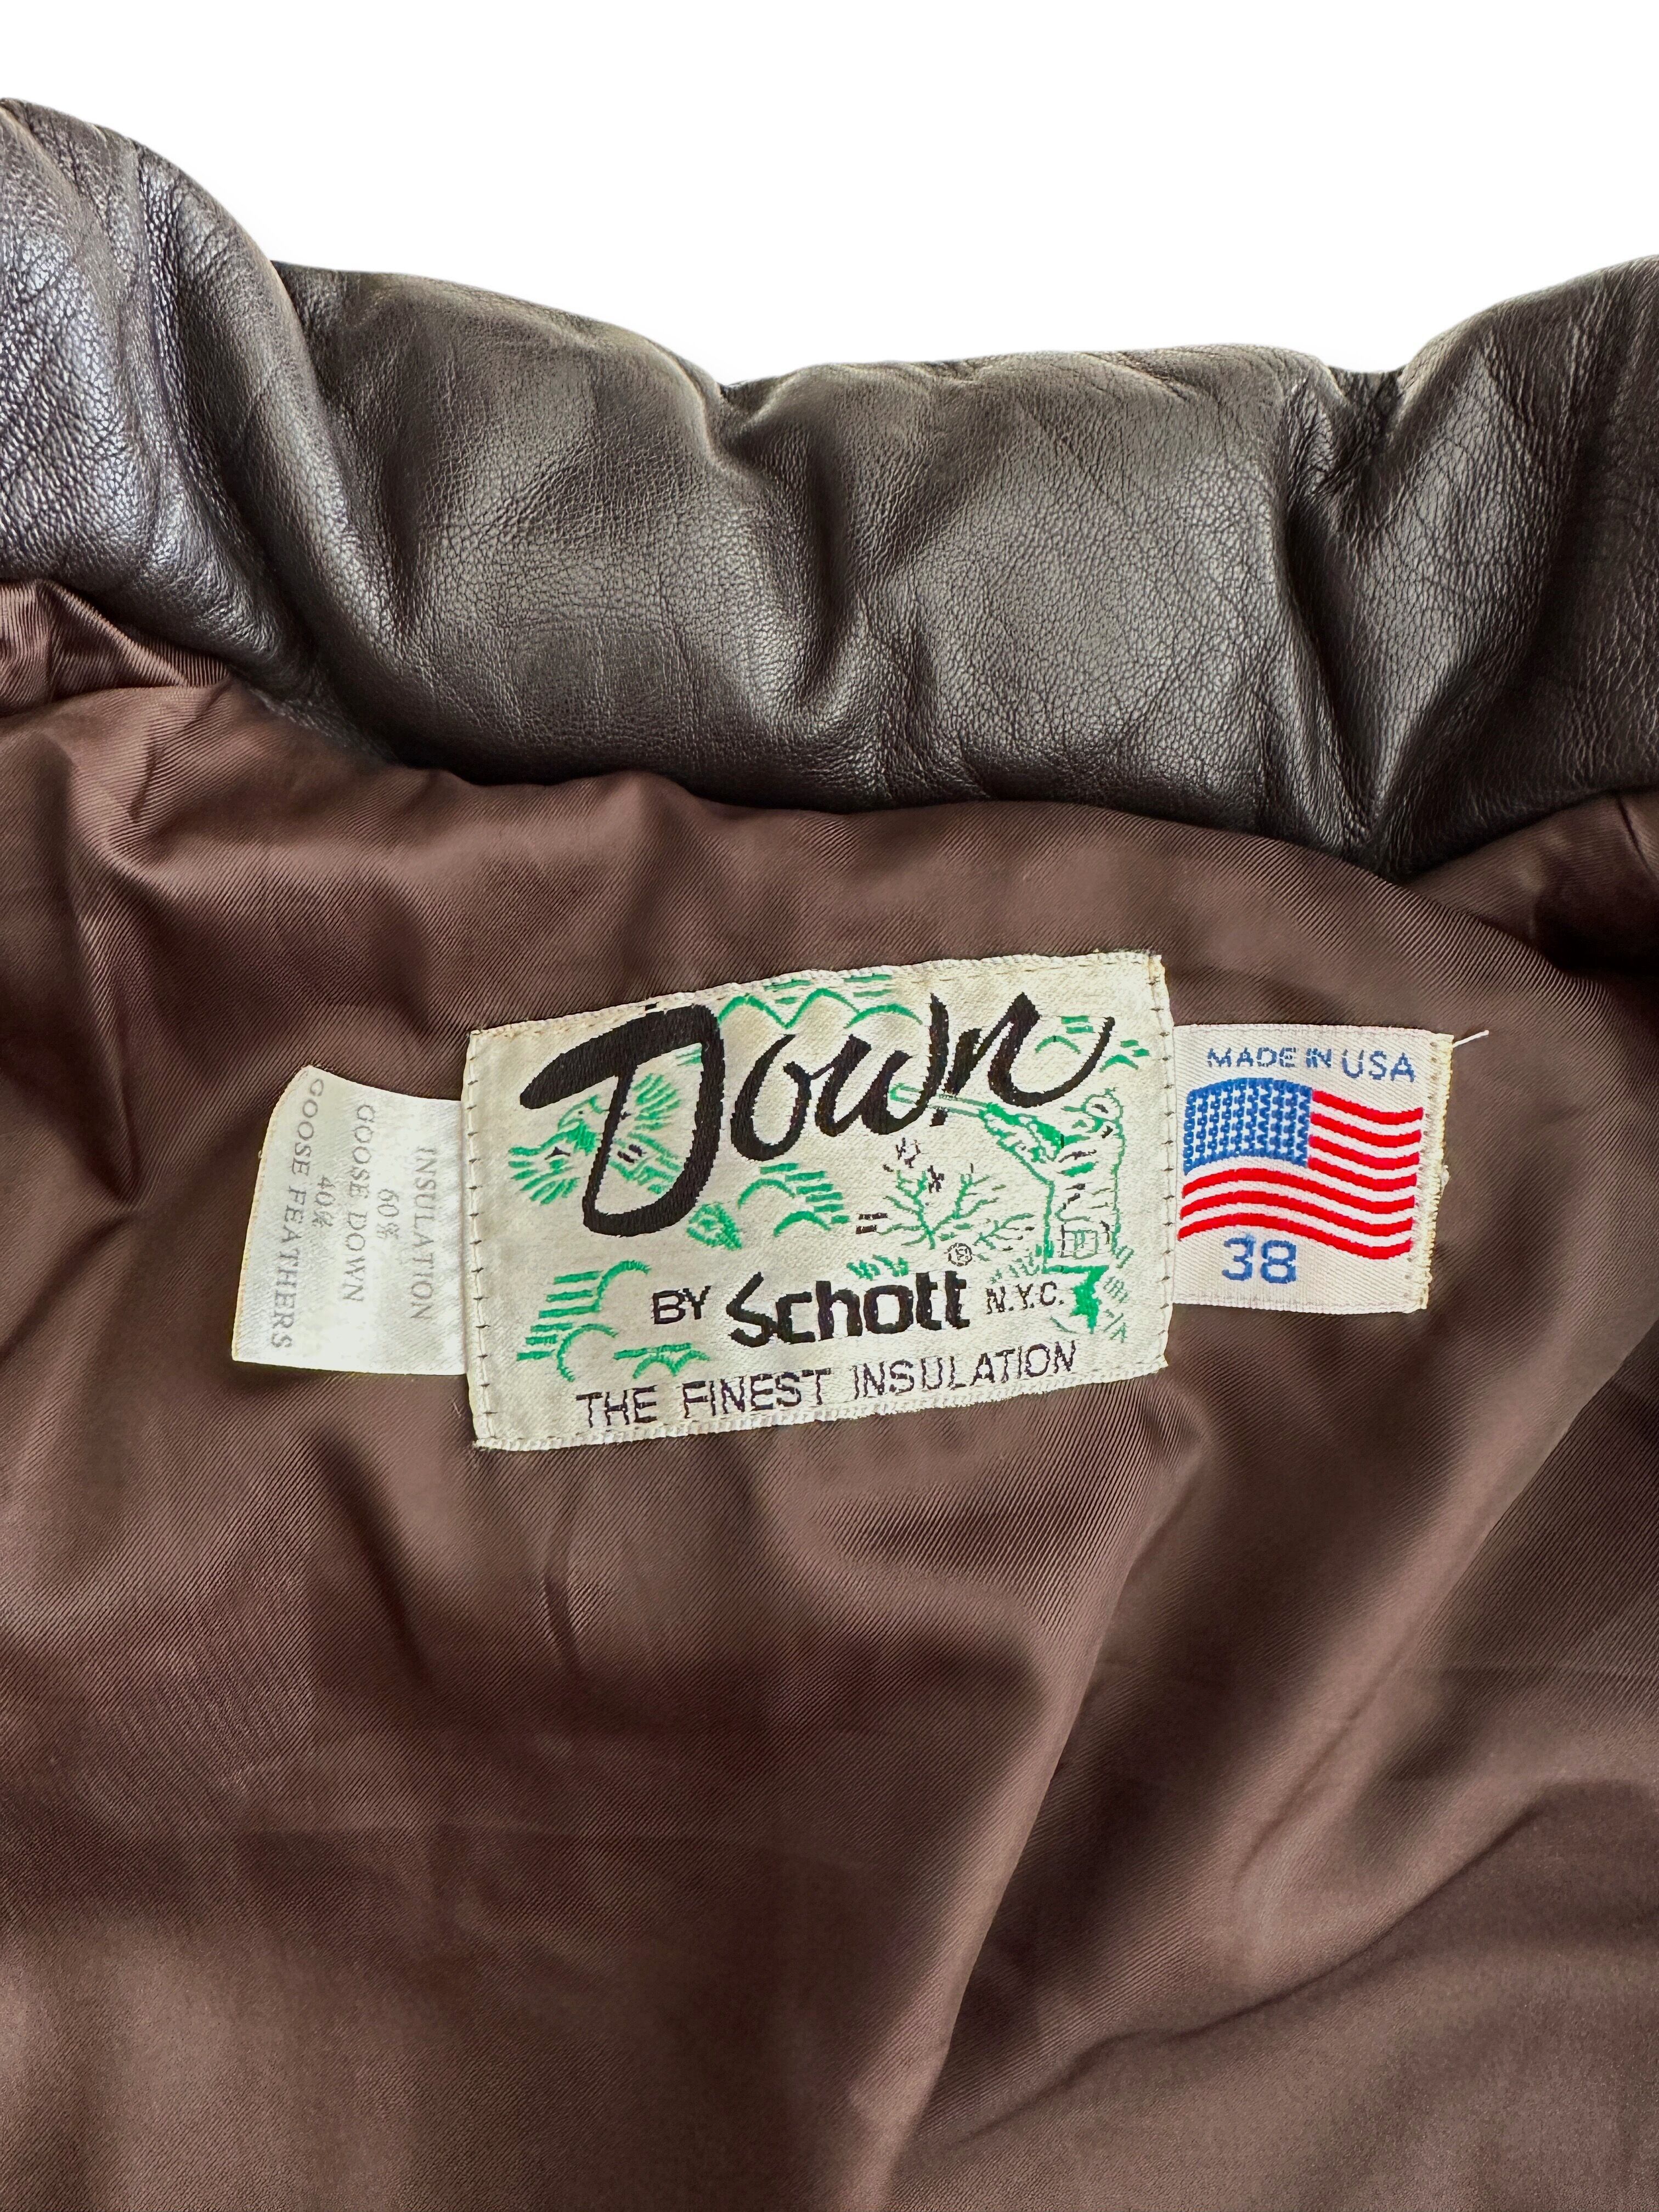 INSULATION
60%
GOOSE DOWN
40%
GOOSE FEATHERS
Down
BY Schott® N.Y.C.
THE FINEST INSULATION
MADE IN USA
38